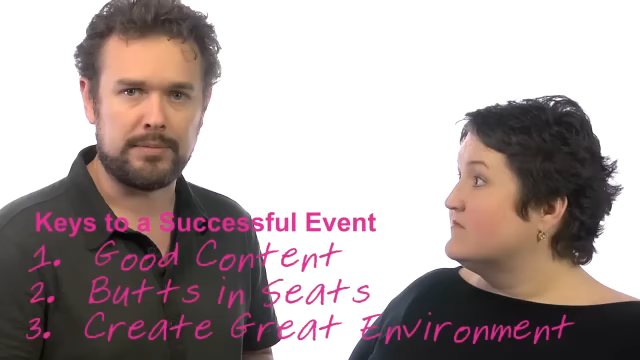 Keys to a Successful Event
1. Good Content
2. Butts in Seats
3. Create Great Environment